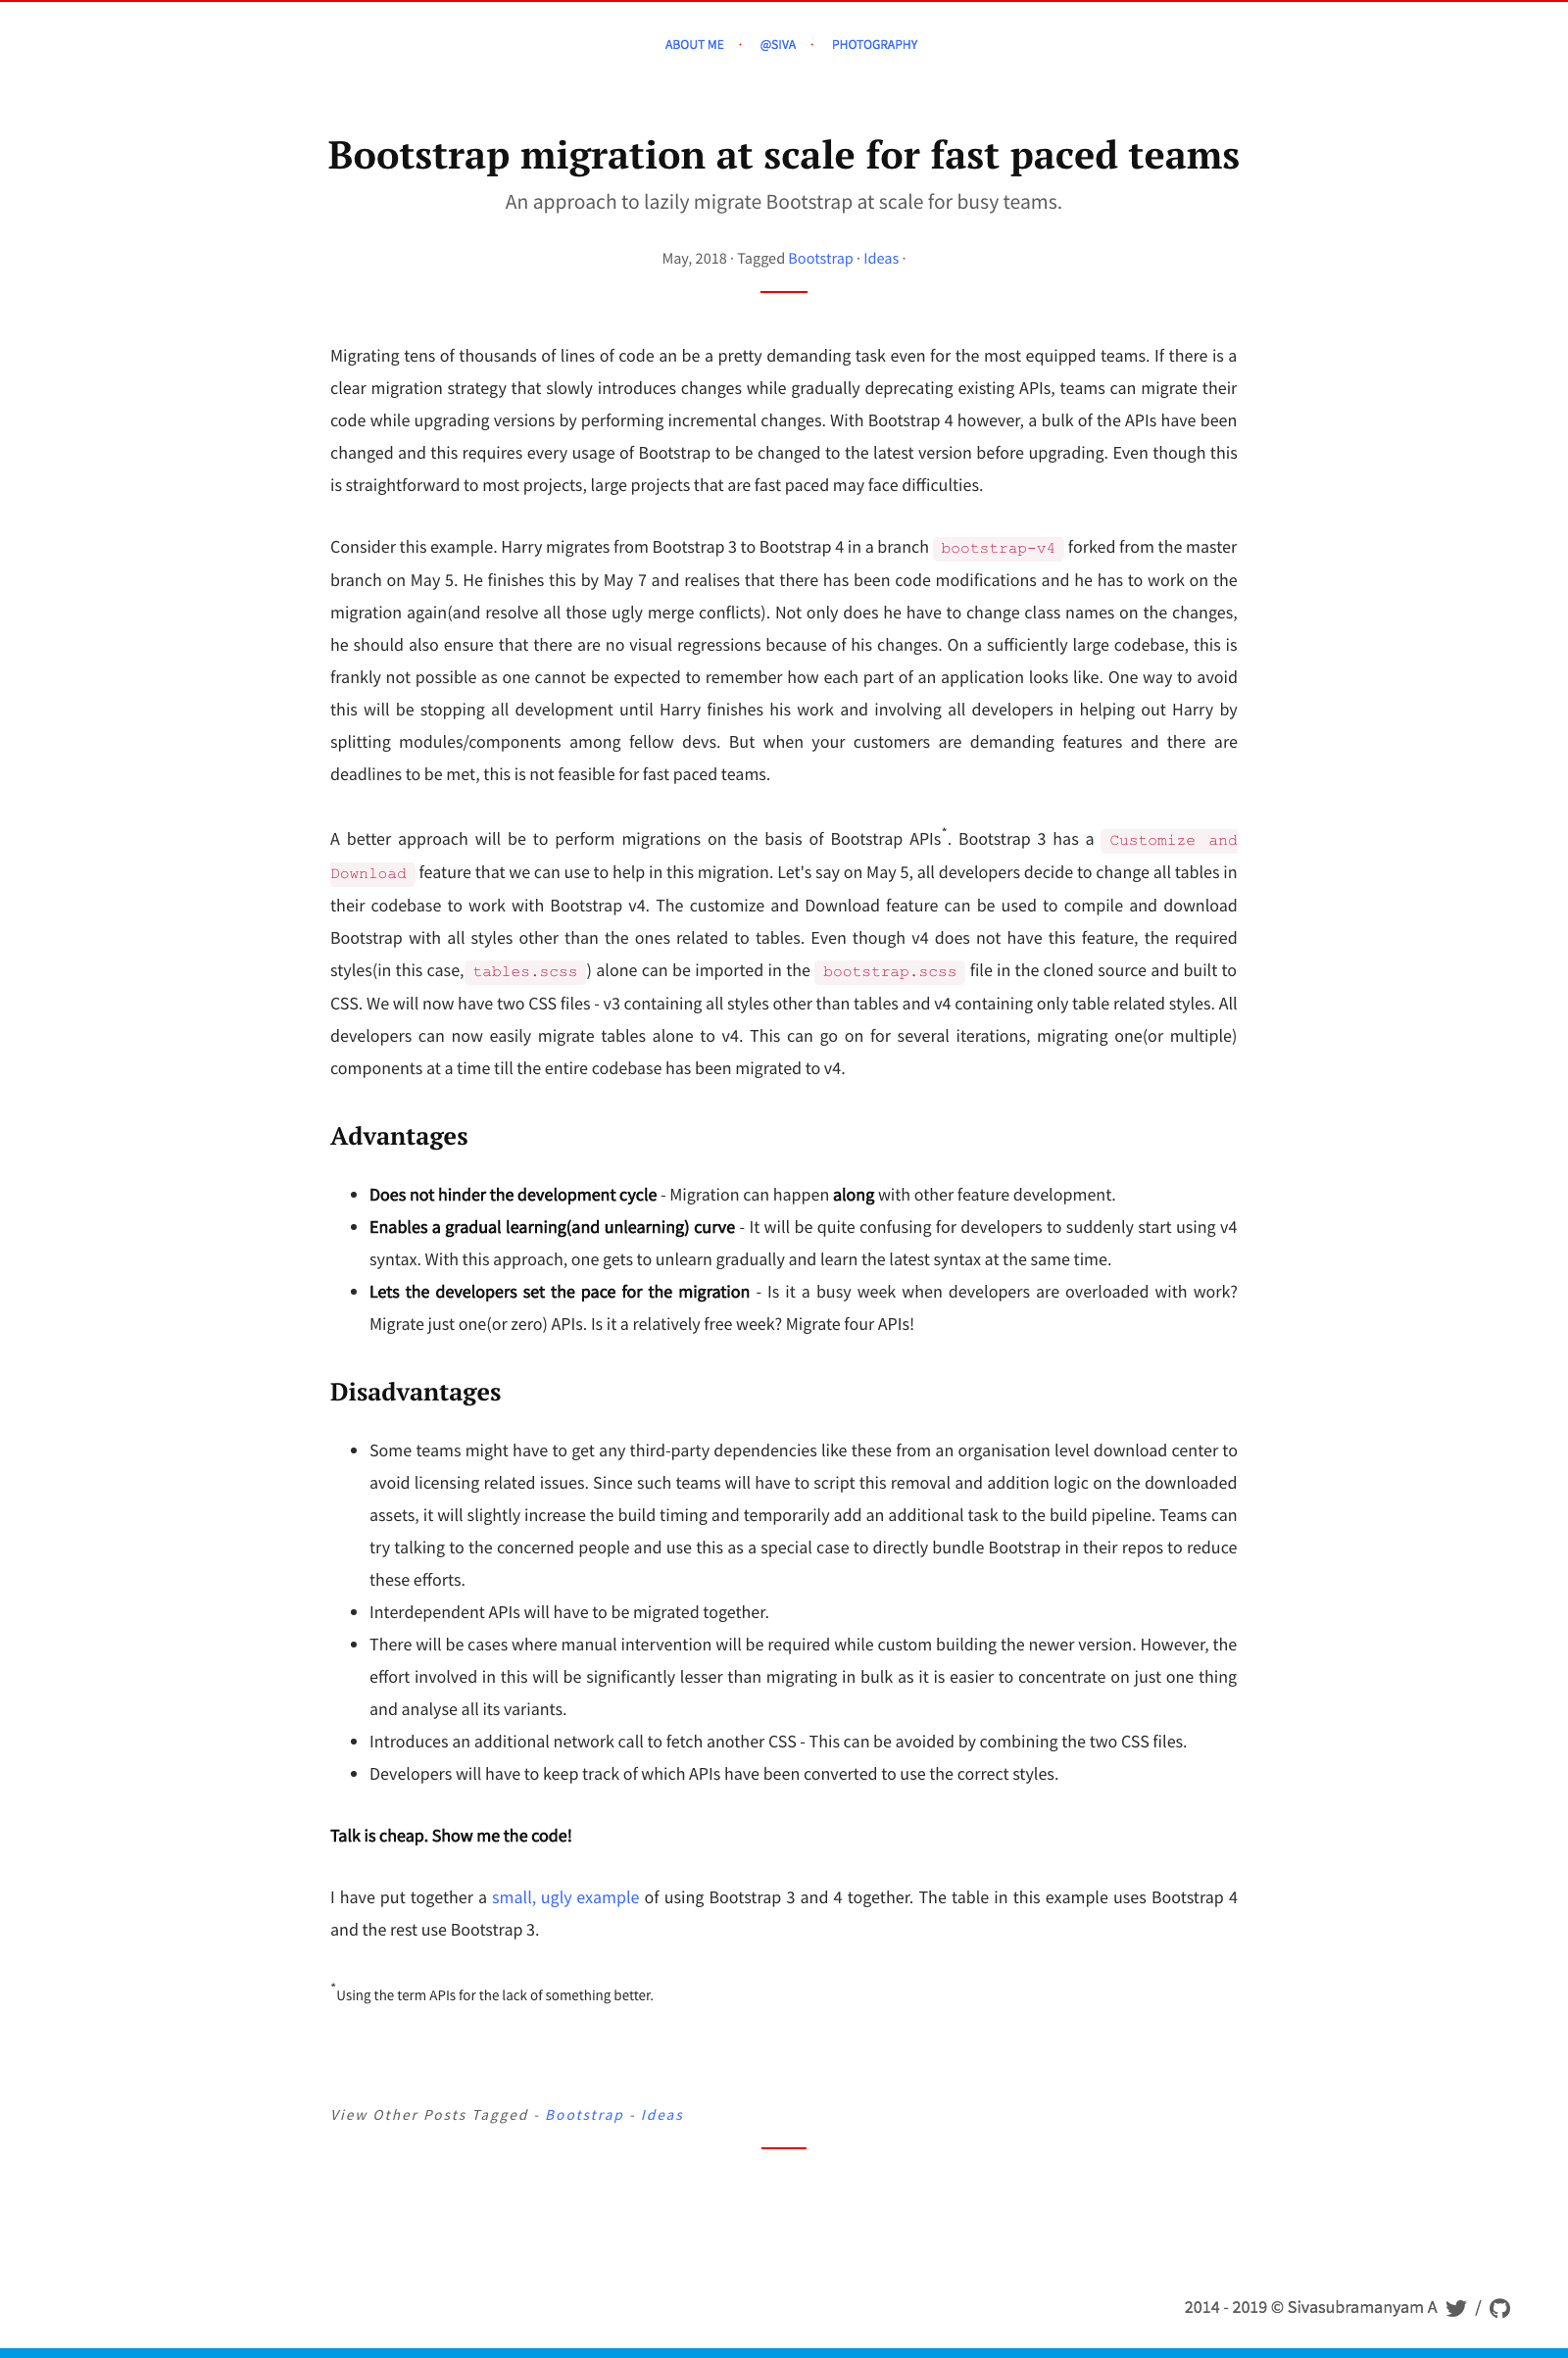 ABOUT ME · @SIVA · PHOTOGRAPHY
Bootstrap migration at scale for fast paced teams
An approach to lazily migrate Bootstrap at scale for busy teams.
May, 2018 · Tagged Bootstrap · Ideas ·
Migrating tens of thousands of lines of code an be a pretty demanding task even for the most equipped teams. If there is a
clear migration strategy that slowly introduces changes while gradually deprecating existing APIs, teams can migrate their
code while upgrading versions by performing incremental changes. With Bootstrap 4 however, a bulk of the APIs have been
changed and this requires every usage of Bootstrap to be changed to the latest version before upgrading. Even though this
is straightforward to most projects, large projects that are fast paced may face difficulties.
Consider this example. Harry migrates from Bootstrap 3 to Bootstrap 4 in a branch bootstrap-v4 forked from the master
branch on May 5. He finishes this by May 7 and realises that there has been code modifications and he has to work on the
migration again(and resolve all those ugly merge conflicts). Not only does he have to change class names on the changes,
he should also ensure that there are no visual regressions because of his changes. On a sufficiently large codebase, this is
frankly not possible as one cannot be expected to remember how each part of an application looks like. One way to avoid
this will be stopping all development until Harry finishes his work and involving all developers in helping out Harry by
splitting modules/components among fellow devs. But when your customers are demanding features and there are
deadlines to be met, this is not feasible for fast paced teams.
A better approach will be to perform migrations on the basis of Bootstrap APIs*. Bootstrap 3 has a Customize and
Download feature that we can use to help in this migration. Let's say on May 5, all developers decide to change all tables in
their codebase to work with Bootstrap v4. The customize and Download feature can be used to compile and download
Bootstrap with all styles other than the ones related to tables. Even though v4 does not have this feature, the required
styles(in this case, tables.scss ) alone can be imported in the bootstrap.scss file in the cloned source and built to
CSS. We will now have two CSS files - v3 containing all styles other than tables and v4 containing only table related styles. All
developers can now easily migrate tables alone to v4. This can go on for several iterations, migrating one(or multiple)
components at a time till the entire codebase has been migrated to v4.
Advantages
• Does not hinder the development cycle - Migration can happen along with other feature development.
• Enables a gradual learning(and unlearning) curve - It will be quite confusing for developers to suddenly start using v4
syntax. With this approach, one gets to unlearn gradually and learn the latest syntax at the same time.
• Lets the developers set the pace for the migration - Is it a busy week when developers are overloaded with work?
Migrate just one(or zero) APIs. Is it a relatively free week? Migrate four APIs!
Disadvantages
• Some teams might have to get any third-party dependencies like these from an organisation level download center to
avoid licensing related issues. Since such teams will have to script this removal and addition logic on the downloaded
assets, it will slightly increase the build timing and temporarily add an additional task to the build pipeline. Teams can
try talking to the concerned people and use this as a special case to directly bundle Bootstrap in their repos to reduce
these efforts.
• Interdependent APIs will have to be migrated together.
• There will be cases where manual intervention will be required while custom building the newer version. However, the
effort involved in this will be significantly lesser than migrating in bulk as it is easier to concentrate on just one thing
and analyse all its variants.
• Introduces an additional network call to fetch another CSS - This can be avoided by combining the two CSS files.
• Developers will have to keep track of which APIs have been converted to use the correct styles.
Talk is cheap. Show me the code!
I have put together a small, ugly example of using Bootstrap 3 and 4 together. The table in this example uses Bootstrap 4
and the rest use Bootstrap 3.
*Using the term APIs for the lack of something better.
View Other Posts Tagged - Bootstrap - Ideas
2014 - 2019 © Sivasubramanyam A /